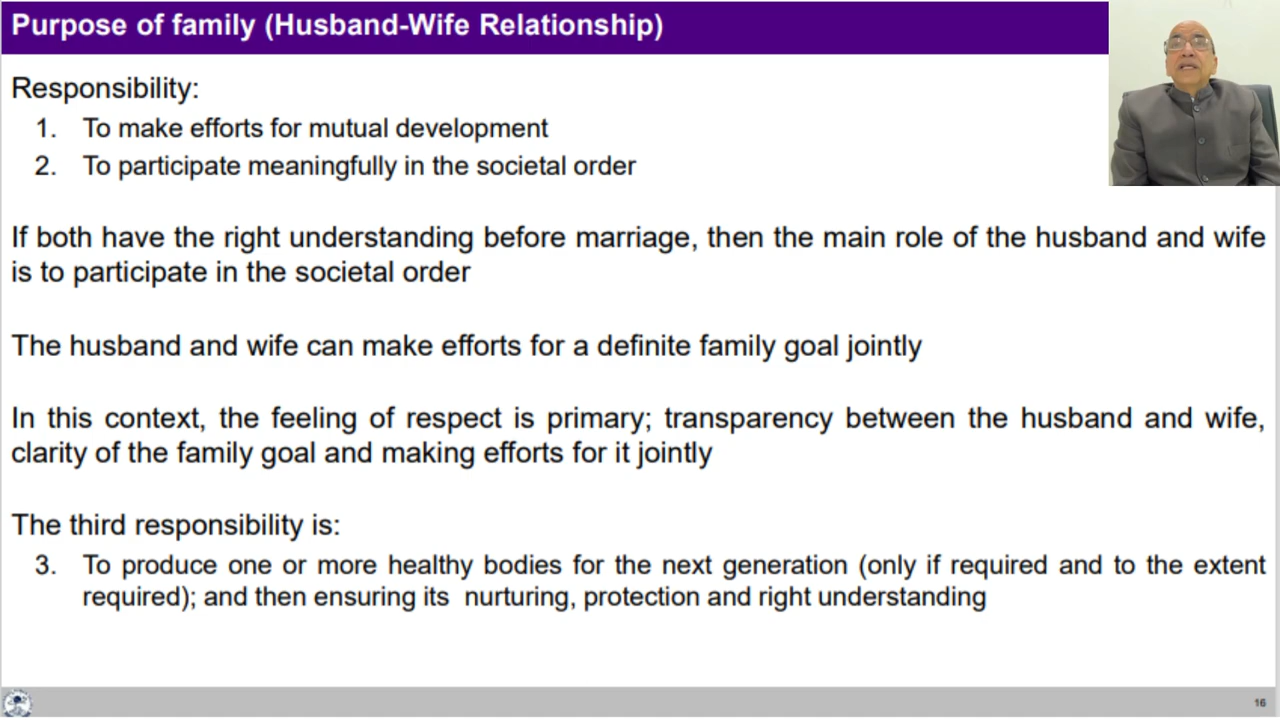 Purpose of family (Husband-Wife Relationship)
Responsibility:
1. To make efforts for mutual development
2. To participate meaningfully in the societal order
If both have the right understanding before marriage, then the main role of the husband and wife
is to participate in the societal order
The husband and wife can make efforts for a definite family goal jointly
In this context, the feeling of respect is primary; transparency between the husband and wife,
clarity of the family goal and making efforts for it jointly
The third responsibility is:
3. To produce one or more healthy bodies for the next generation (only if required and to the extent
required); and then ensuring its nurturing, protection and right understanding
16